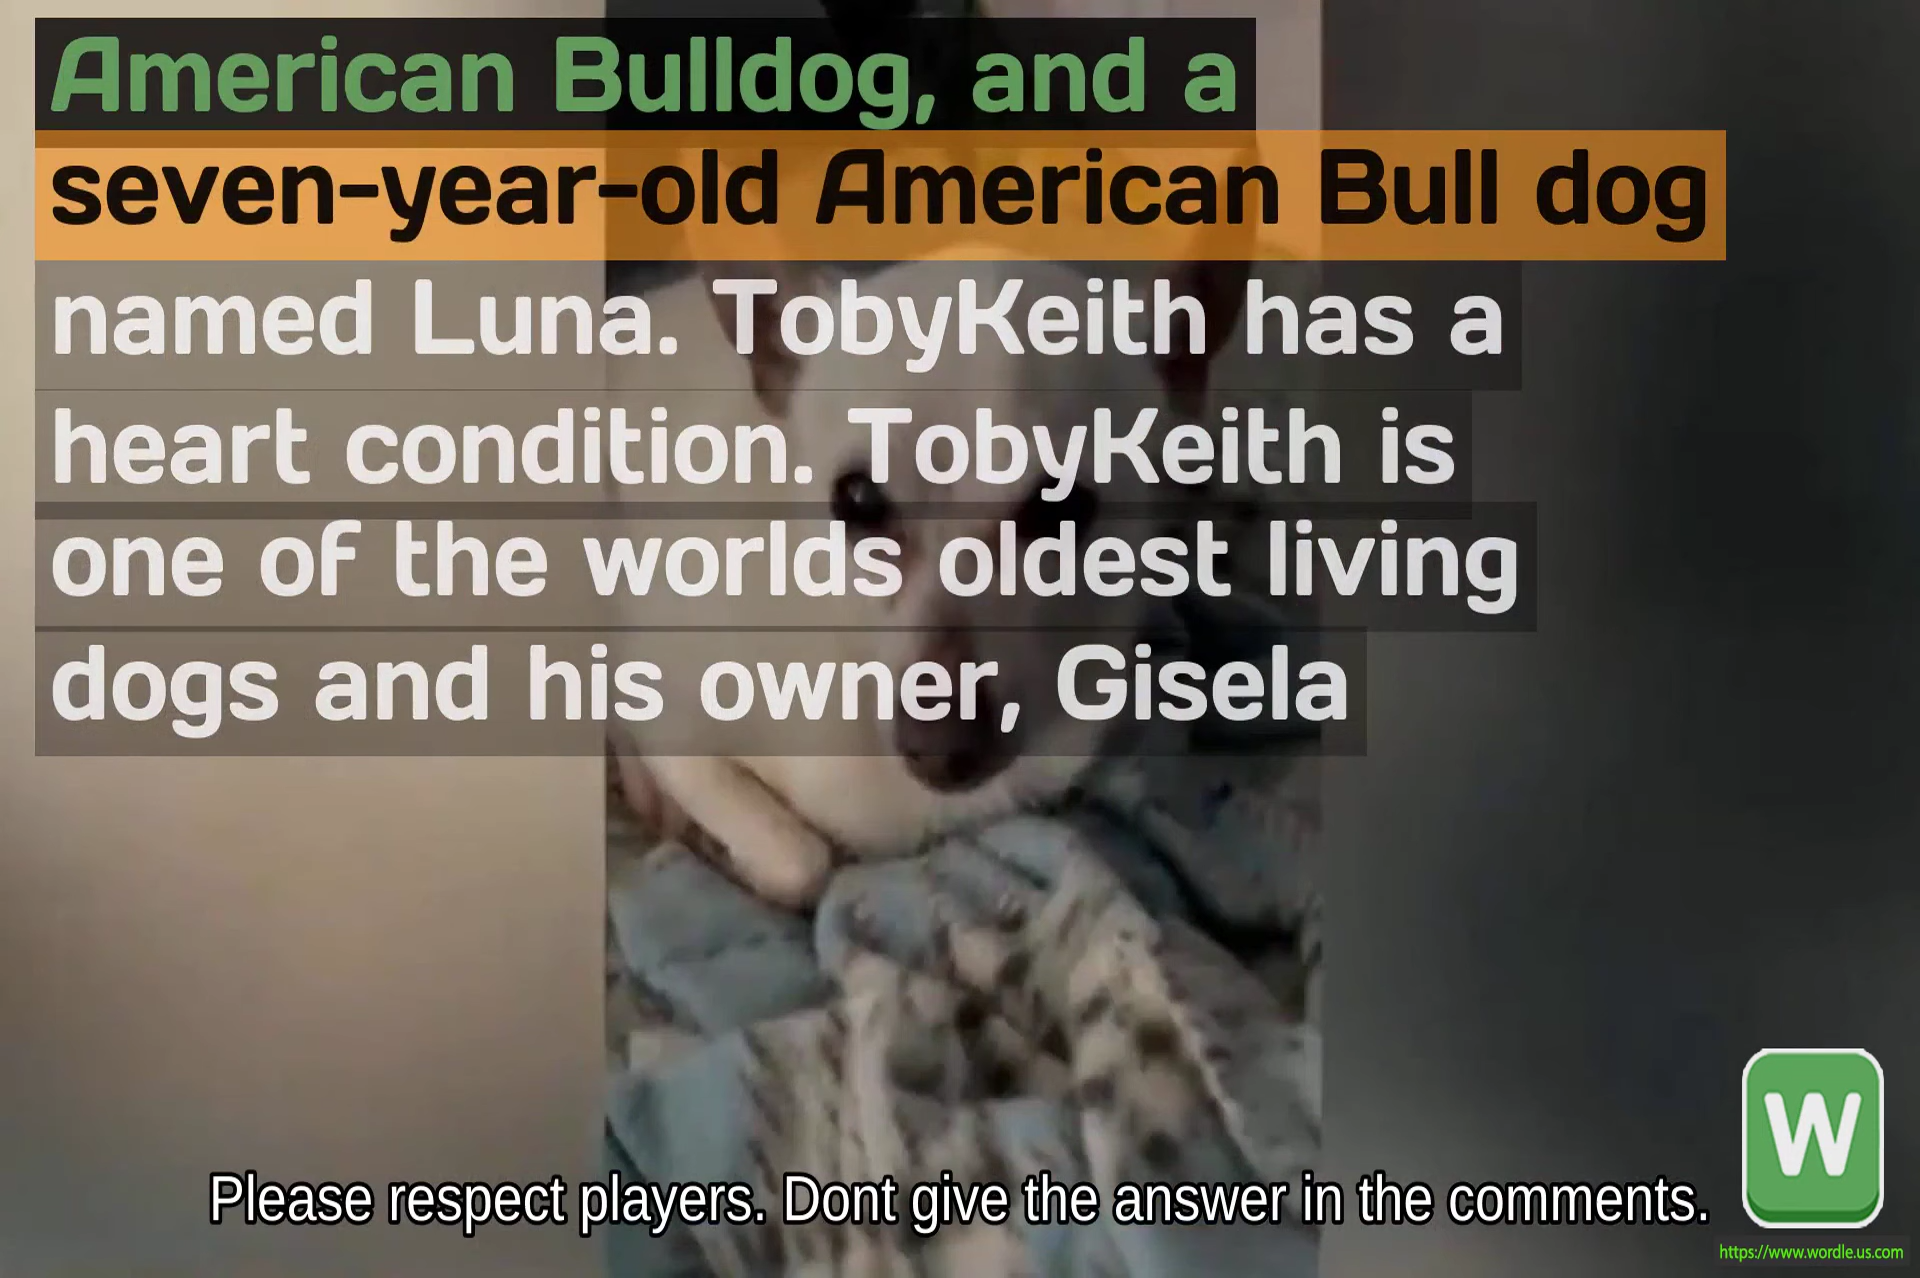 American Bulldog, and a
seven-year-old American Bull dog
named Luna. TobyKeith has a
heart condition. TobyKeith is
one of the worlds oldest living
dogs and his owner, Gisela
Please respect players. Dont give the answer in the comments.
W
https://www.wordle.us.com